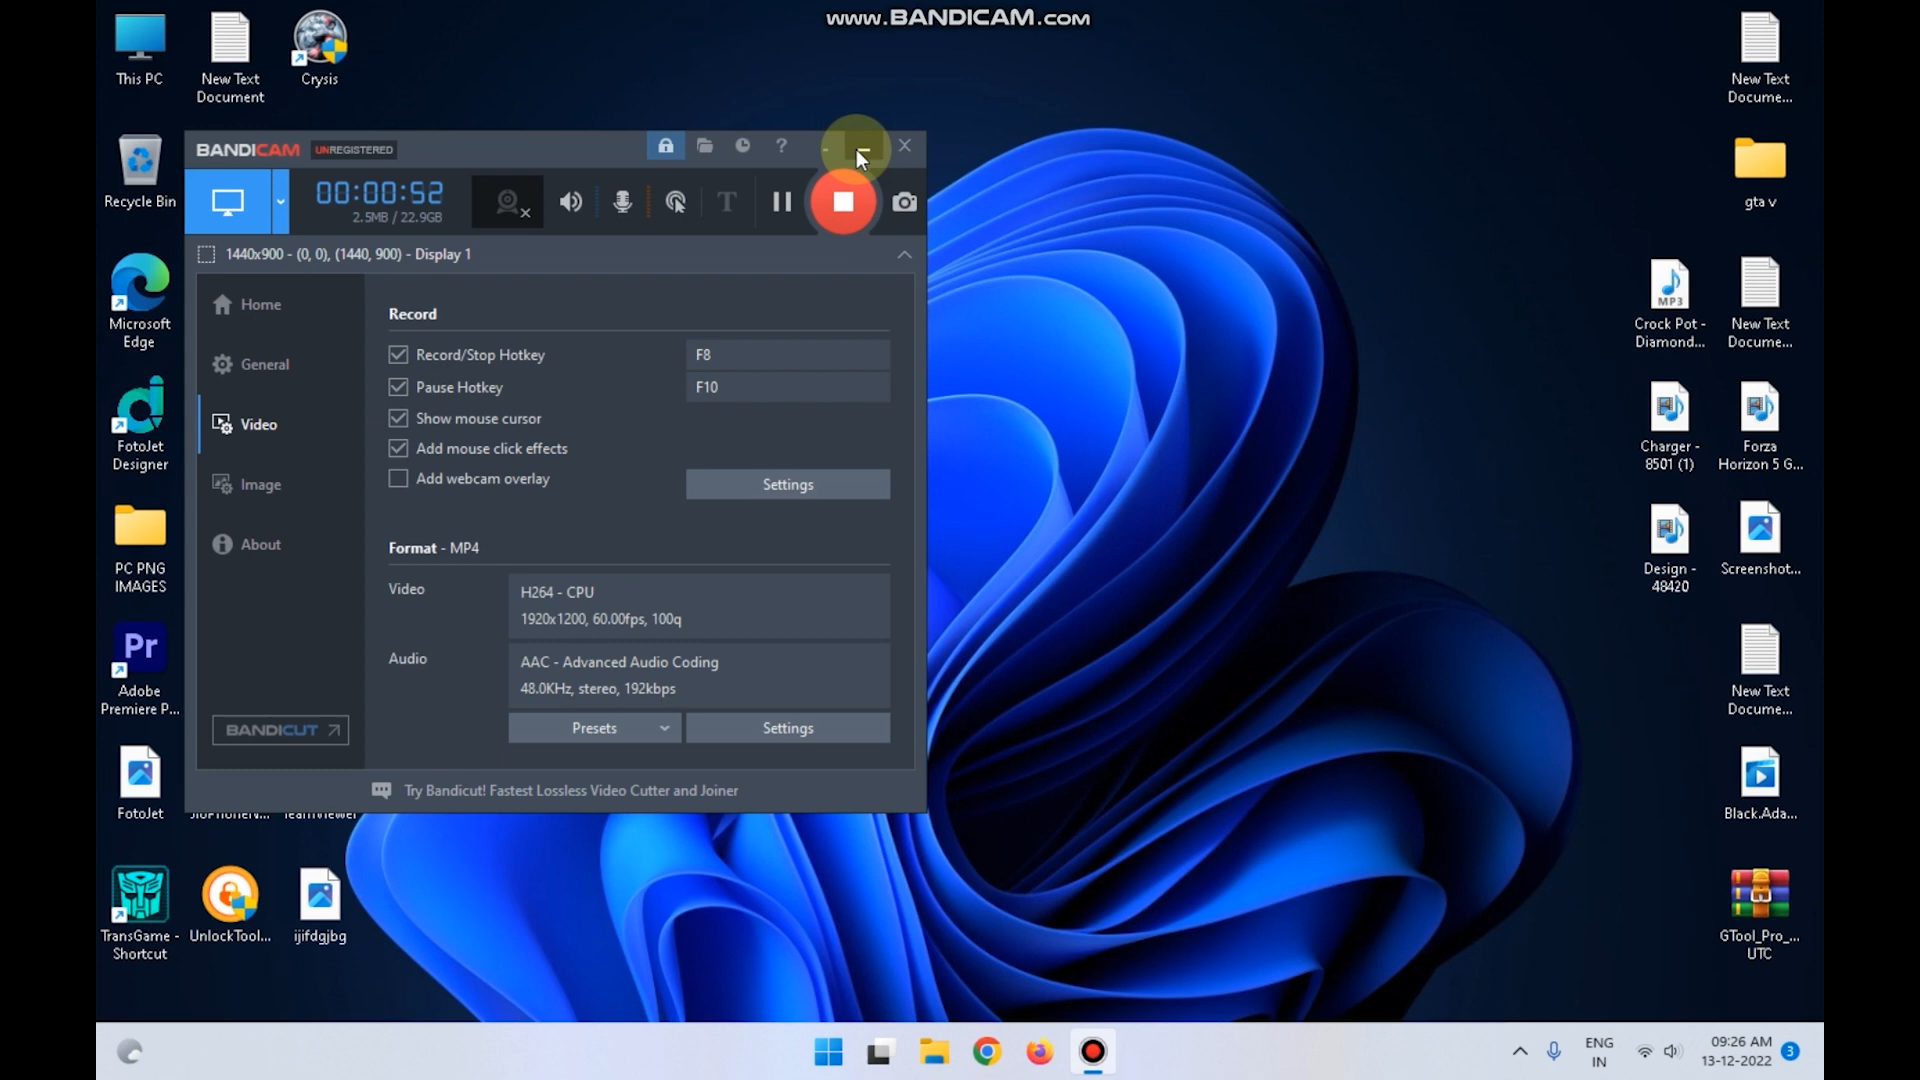 www.BANDICAM.com
This PC
New Text
Document
Crysis
New Text
Docume...
Recycle Bin
gta v
Microsoft
Edge
Crock Pot -
Diamond...
New Text
Docume...
MP3
FotoJet
Designer
Charger -
8501 (1)
Forza
Horizon 5 G...
PC PNG
IMAGES
Design -
48420
Screenshot...
Pr
Adobe
Premiere P...
New Text
Docume...
FotoJet
JioPhoneN...
TeamViewer
Black.Ada...
TransGame -
Shortcut
UnlockTool...
ijifdgjbg
GTool_Pro_...
UTC
BANDICAM UNREGISTERED
?
00:00:52
2.5MB / 22.9GB
T
1440x900 - (0, 0), (1440, 900) - Display 1
Home
General
Video
Image
About
BANDICUT
Record
Record/Stop Hotkey F8
Pause Hotkey F10
Show mouse cursor
Add mouse click effects
Add webcam overlay
Settings
Format - MP4
Video
H264 - CPU
1920x1200, 60.00fps, 100q
Audio
AAC - Advanced Audio Coding
48.0KHz, stereo, 192kbps
Presets
Settings
Try Bandicut! Fastest Lossless Video Cutter and Joiner
ENG
IN
09:26 AM
13-12-2022
3